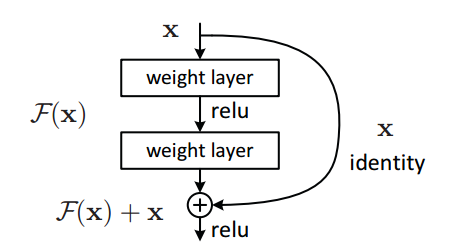 x
weight layer
relu
F(x)
x
weight layer
identity
F(x) + x
+
relu